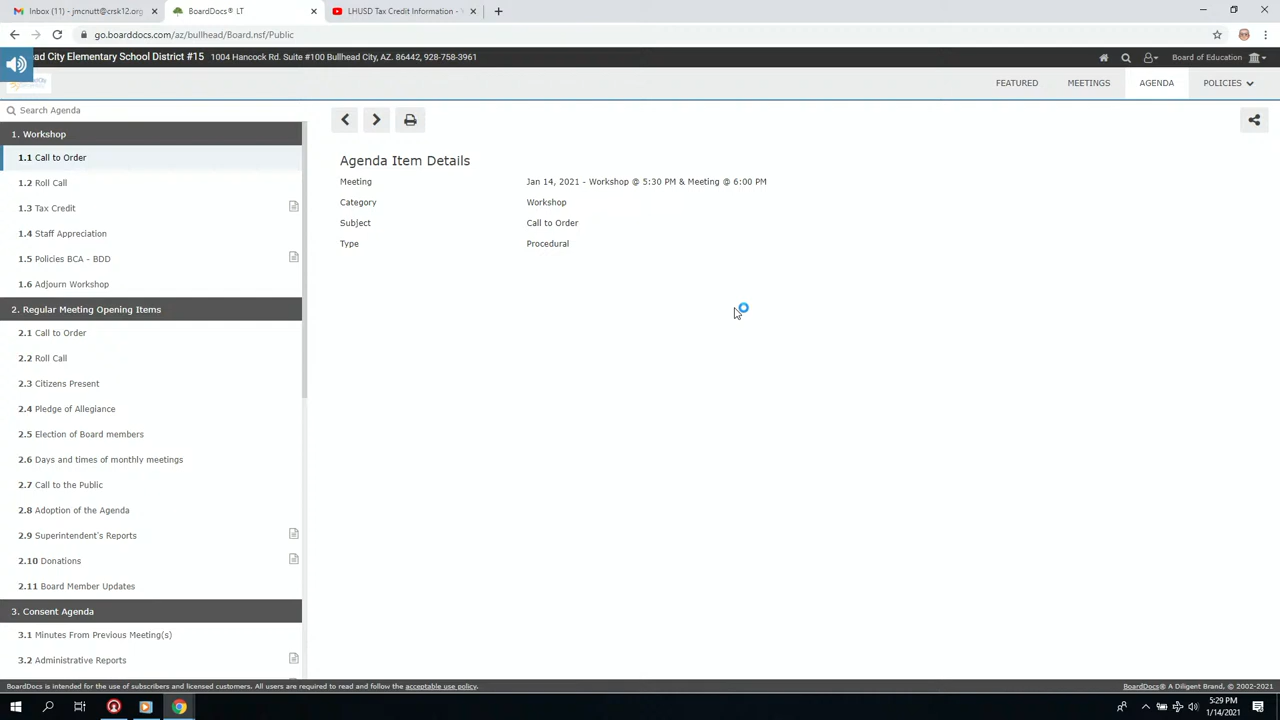 Inbox (11) - jmcnutt@crsk12.org
BoardDocs® LT
LHUSD Tax Credit Information -
go.boarddocs.com/az/bullhead/Board.nsf/Public
ead City Elementary School District #15 1004 Hancock Rd. Suite #100 Bullhead City, AZ. 86442, 928-758-3961
Board of Education
FEATURED MEETINGS AGENDA POLICIES
Search Agenda
1. Workshop
1.1 Call to Order
1.2 Roll Call
1.3 Tax Credit
1.4 Staff Appreciation
1.5 Policies BCA - BDD
1.6 Adjourn Workshop
2. Regular Meeting Opening Items
2.1 Call to Order
2.2 Roll Call
2.3 Citizens Present
2.4 Pledge of Allegiance
2.5 Election of Board members
2.6 Days and times of monthly meetings
2.7 Call to the Public
2.8 Adoption of the Agenda
2.9 Superintendent's Reports
2.10 Donations
2.11 Board Member Updates
3. Consent Agenda
3.1 Minutes From Previous Meeting(s)
3.2 Administrative Reports
Agenda Item Details
Meeting Jan 14, 2021 - Workshop @ 5:30 PM & Meeting @ 6:00 PM
Category Workshop
Subject Call to Order
Type Procedural
BoardDocs is intended for the use of subscribers and licensed customers. All users are required to read and follow the acceptable use policy.
BoardDocs® A Diligent Brand, © 2002-2021
5:29 PM
1/14/2021